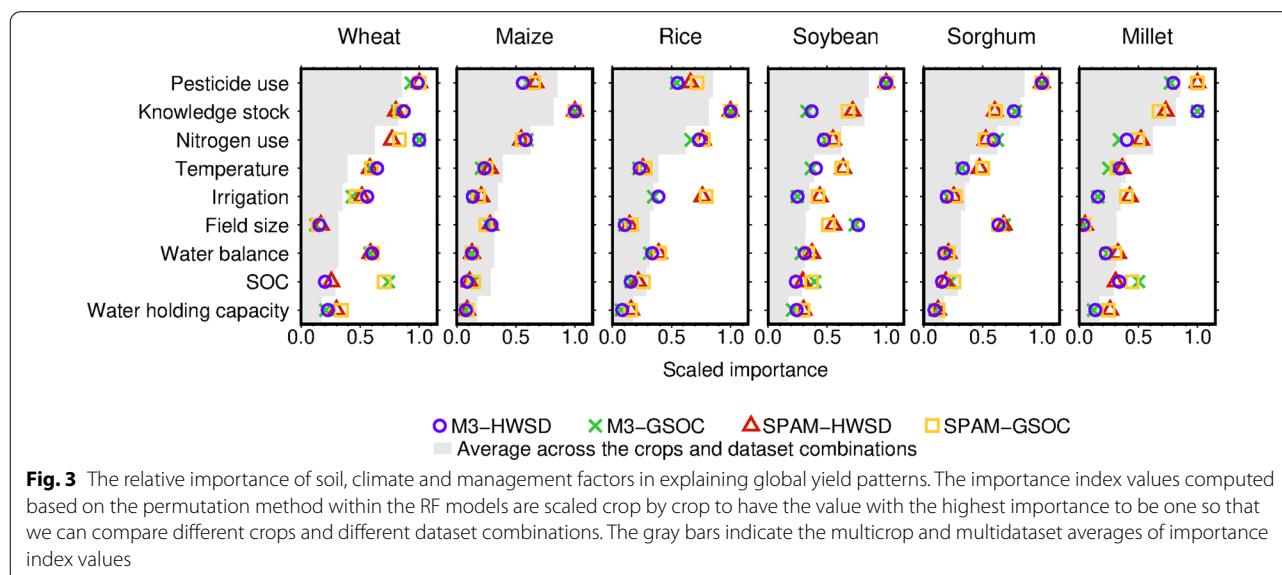 Wheat Maize Rice Soybean Sorghum Millet
Pesticide use
Knowledge stock
Nitrogen use
Temperature
Irrigation
Field size
Water balance
SOC
Water holding capacity
0.0 0.5 1.0 0.0 0.5 1.0 0.0 0.5 1.0 0.0 0.5 1.0 0.0 0.5 1.0 0.0 0.5 1.0
Scaled importance
M3-HWSD M3-GSOC SPAM-HWSD SPAM-GSOC
Average across the crops and dataset combinations
Fig. 3 The relative importance of soil, climate and management factors in explaining global yield patterns. The importance index values computed
based on the permutation method within the RF models are scaled crop by crop to have the value with the highest importance to be one so that
we can compare different crops and different dataset combinations. The gray bars indicate the multicrop and multidataset averages of importance
index values